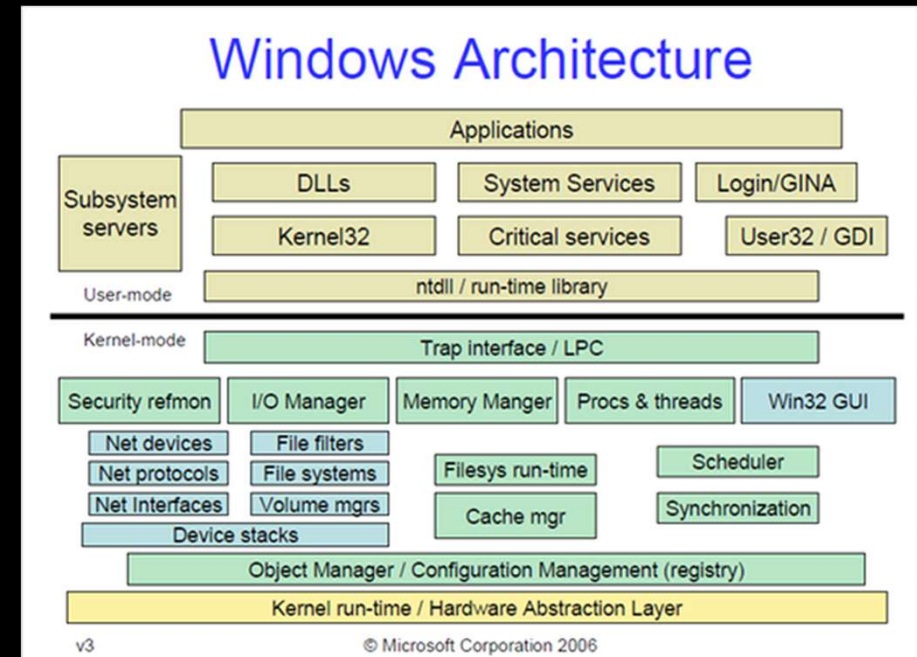 Windows Architecture
Applications
Subsystem
servers
DLLs
System Services
Login/GINA
Kernel32
Critical services
User32 / GDI
User-mode
ntdll / run-time library
Kernel-mode
Trap interface / LPC
Security refmon
I/O Manager
Memory Manger
Procs & threads
Win32 GUI
Net devices
File filters
Net protocols
File systems
Filesys run-time
Scheduler
Net Interfaces
Volume mgrs
Cache mgr
Synchronization
Device stacks
Object Manager / Configuration Management (registry)
Kernel run-time / Hardware Abstraction Layer
v3
© Microsoft Corporation 2006